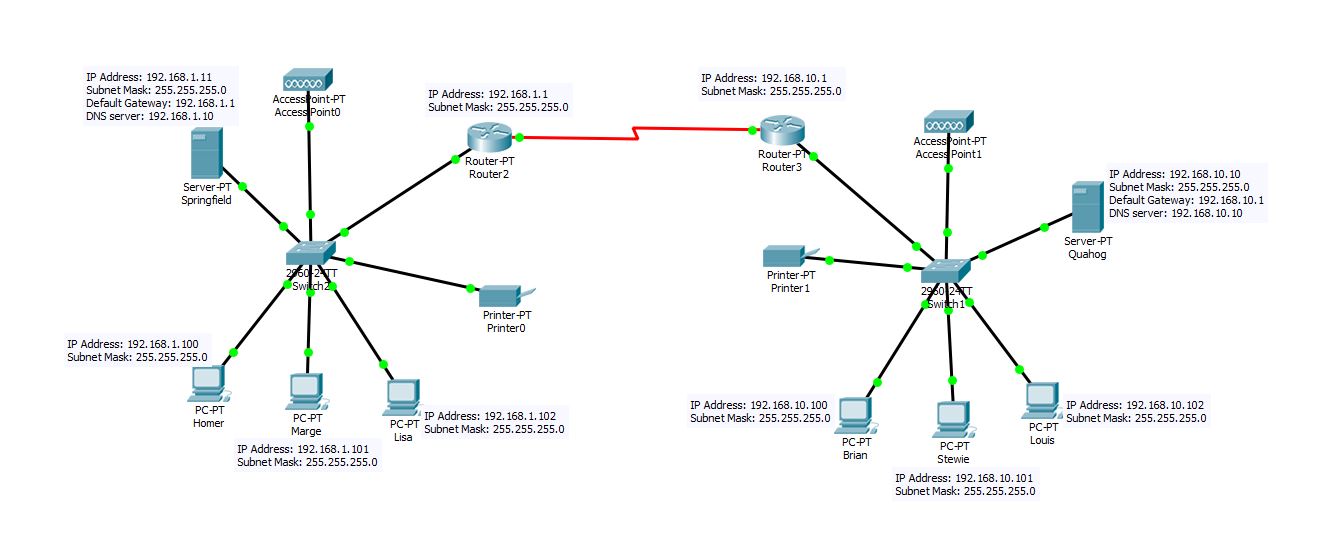 IP Address: 192.168.1.11
Subnet Mask: 255.255.255.0
Default Gateway: 192.168.1.1
DNS server: 192.168.1.10
Server-PT
Springfield
AccessPoint-PT
Access Point0
IP Address: 192.168.1.1
Subnet Mask: 255.255.255.0
Router-PT
Router2
2960-24TT
Switch2
Printer-PT
Printer0
IP Address: 192.168.1.100
Subnet Mask: 255.255.255.0
PC-PT
Homer
PC-PT
Marge
IP Address: 192.168.1.101
Subnet Mask: 255.255.255.0
PC-PT
Lisa
IP Address: 192.168.1.102
Subnet Mask: 255.255.255.0
IP Address: 192.168.10.1
Subnet Mask: 255.255.255.0
Router-PT
Router3
AccessPoint-PT
Access Point1
IP Address: 192.168.10.10
Subnet Mask: 255.255.255.0
Default Gateway: 192.168.10.1
DNS server: 192.168.10.10
Server-PT
Quahog
Printer-PT
Printer1
2960-24TT
Switch1
IP Address: 192.168.10.100
Subnet Mask: 255.255.255.0
PC-PT
Brian
PC-PT
Stewie
IP Address: 192.168.10.101
Subnet Mask: 255.255.255.0
PC-PT
Louis
IP Address: 192.168.10.102
Subnet Mask: 255.255.255.0